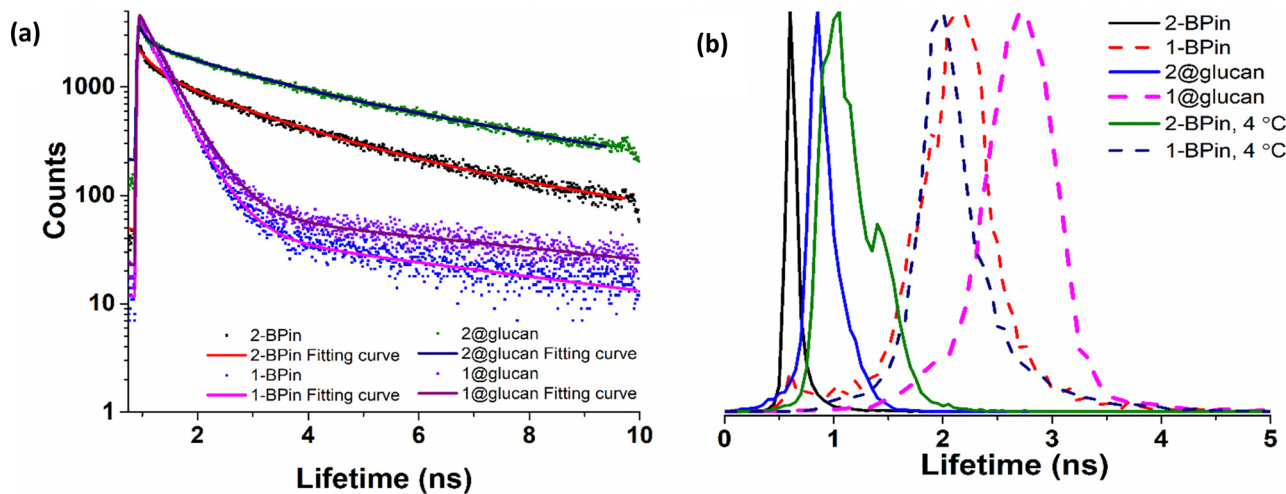 (a)
Counts
1000
100
10
1
2-BPin
2-BPin Fitting curve
1-BPin
1-BPin Fitting curve
2@glucan
2@glucan Fitting curve
1@glucan
1@glucan Fitting curve
2 4 6 8 10
Lifetime (ns)
(b)
2-BPin
1-BPin
2@glucan
1@glucan
2-BPin, 4 °C
1-BPin, 4 °C
0 1 2 3 4 5
Lifetime (ns)